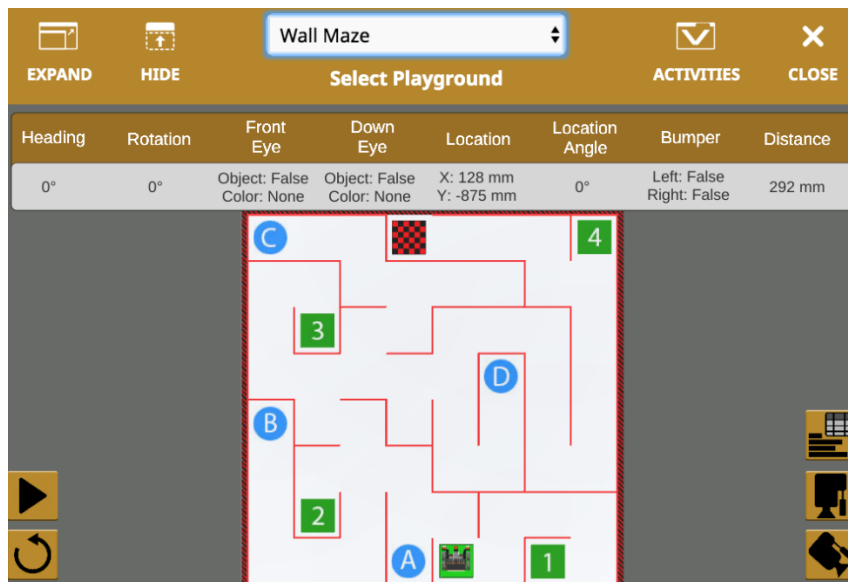 Wall Maze
EXPAND HIDE Select Playground ACTIVITIES CLOSE
Heading Rotation Front Eye Down Eye Location Location Angle Bumper Distance
0° 0° Object: False Object: False X: 128 mm 0° Left: False 292 mm
Color: None Color: None Y: -875 mm Right: False
C 4
3
D
B
2
A 1